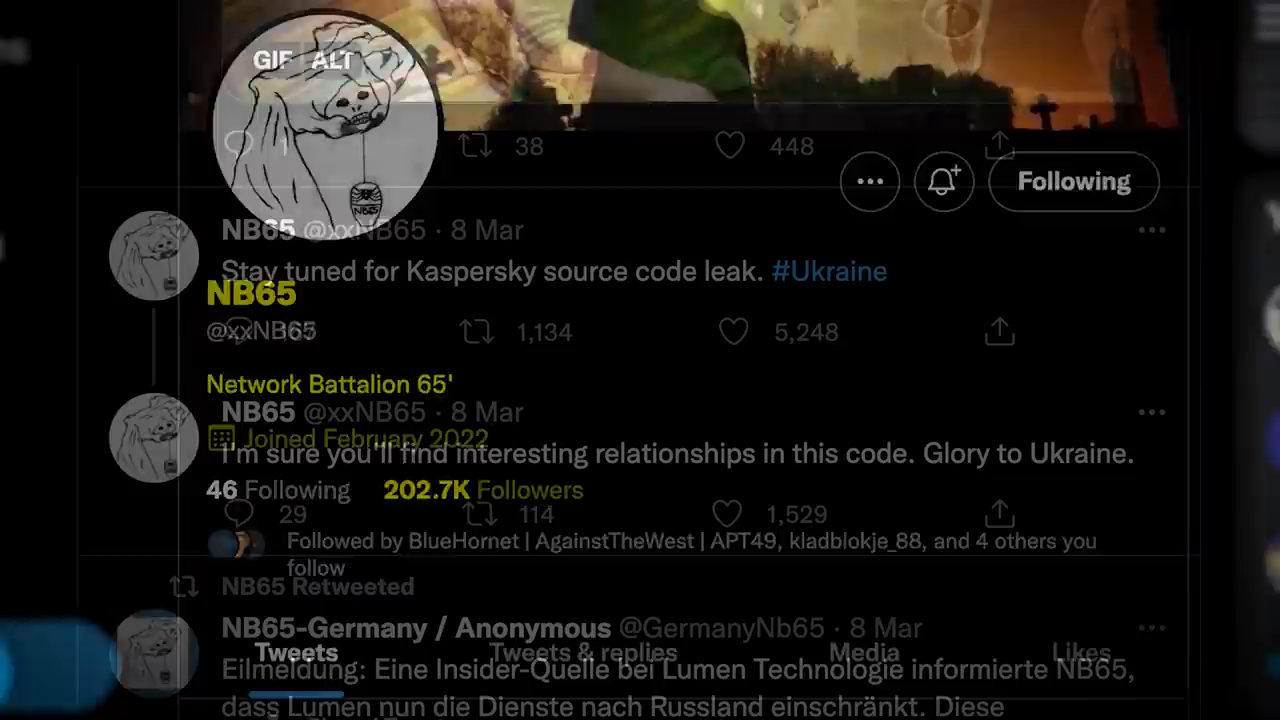 GIF ALT
1
38
448
Following
NB65 @xxNB65 · 8 Mar
Stay tuned for Kaspersky source code leak. #Ukraine
NB65
@xxNB65
1,134
5,248
Network Battalion 65'
NB65 @xxNB65 · 8 Mar
Joined February 2022
I'm sure you'll find interesting relationships in this code. Glory to Ukraine.
46 Following 202.7K Followers
29
114
1,529
Followed by BlueHornet | AgainstTheWest | APT49, kladblokje_88, and 4 others you
follow
NB65 Retweeted
NB65-Germany / Anonymous @GermanyNb65 · 8 Mar
Tweets
Tweets & replies
Media
Likes
Eilmeldung: Eine Insider-Quelle bei Lumen Technologie informierte NB65,
dass Lumen nun die Dienste nach Russland einschränkt. Diese